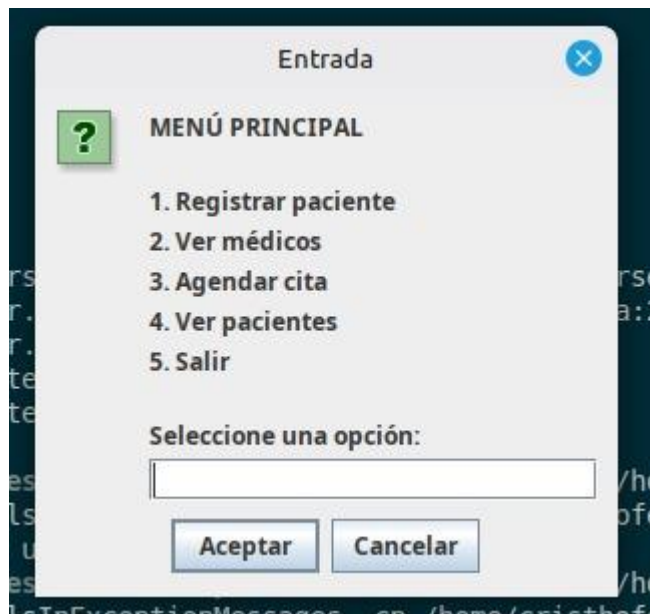 Entrada
MENÚ PRINCIPAL
1. Registrar paciente
2. Ver médicos
3. Agendar cita
4. Ver pacientes
5. Salir
Seleccione una opción:
Aceptar Cancelar